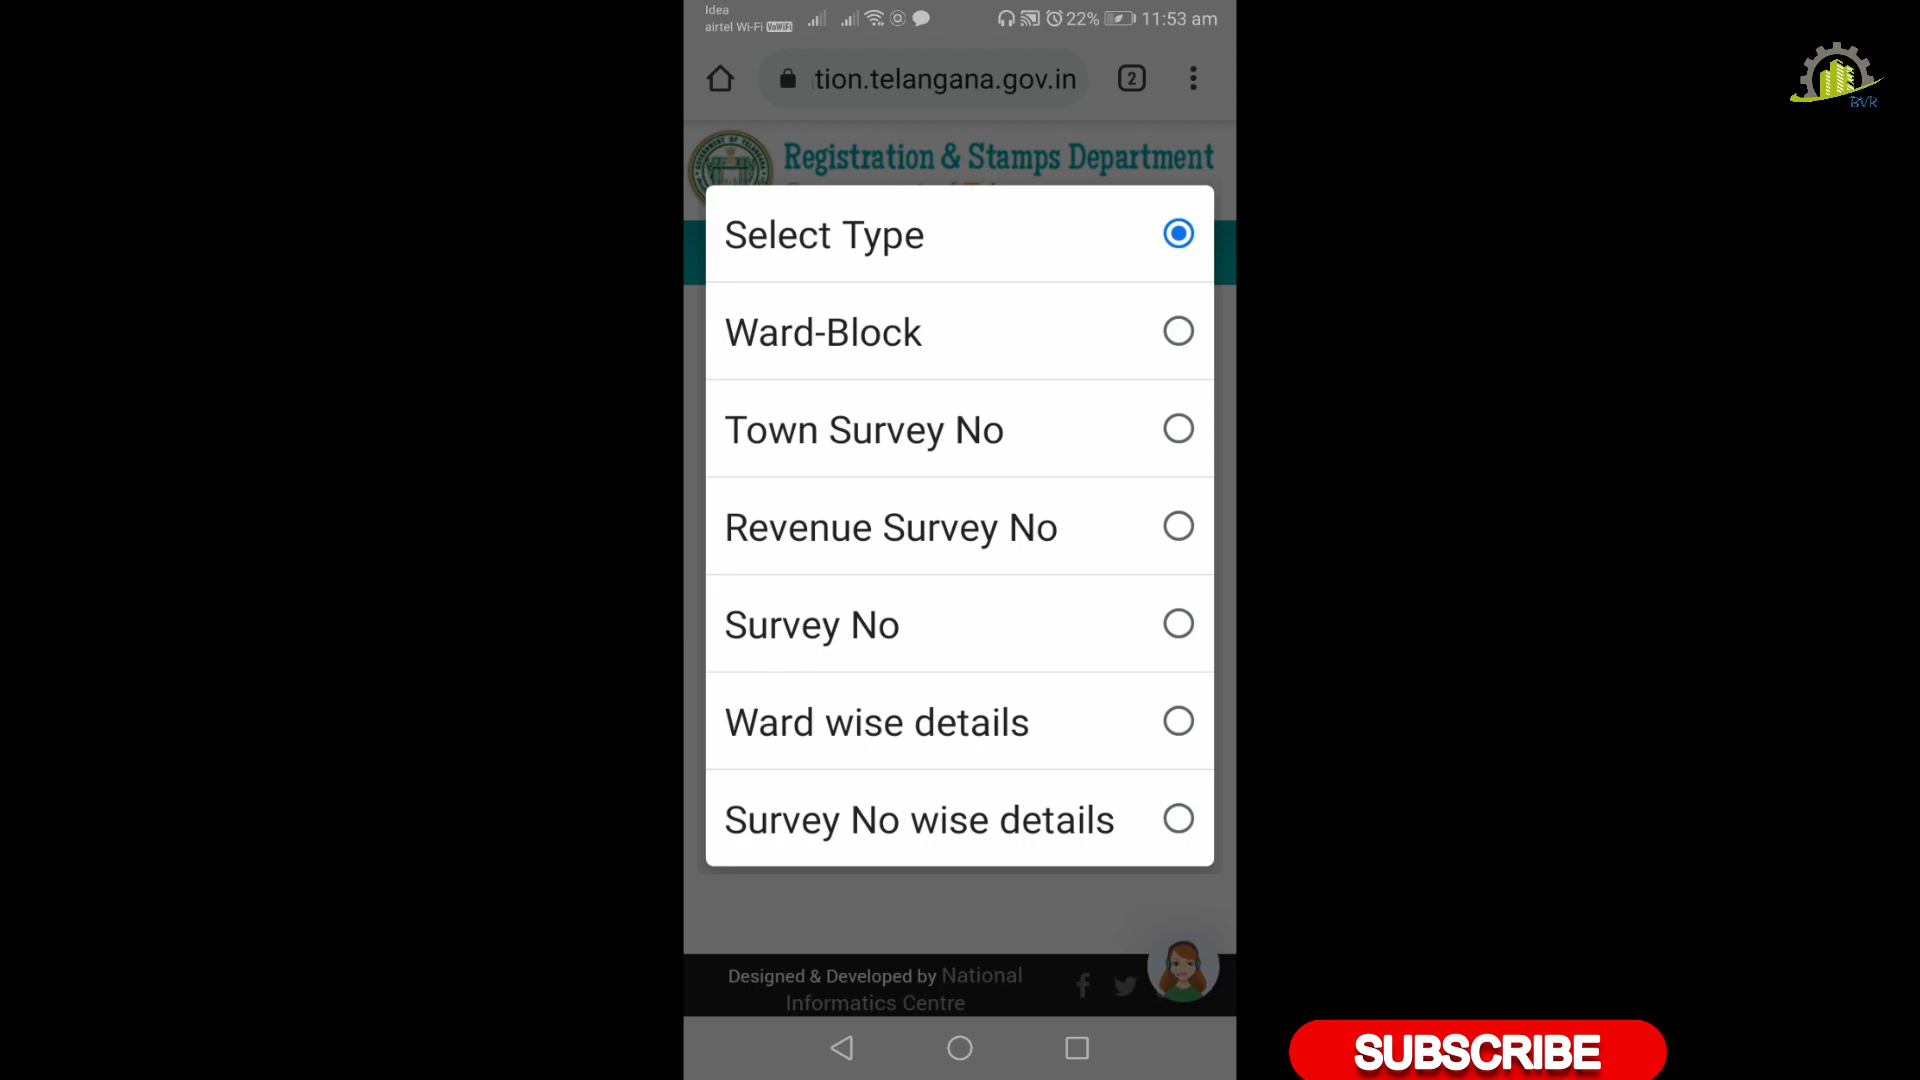 Idea
airtel Wi-Fi VoWiFi
22% 11:53 am
tion.telangana.gov.in 2
BVR
Registration & Stamps Department
Select Type
Ward-Block
Town Survey No
Revenue Survey No
Survey No
Ward wise details
Survey No wise details
Designed & Developed by National
Informatics Centre
SUBSCRIBE